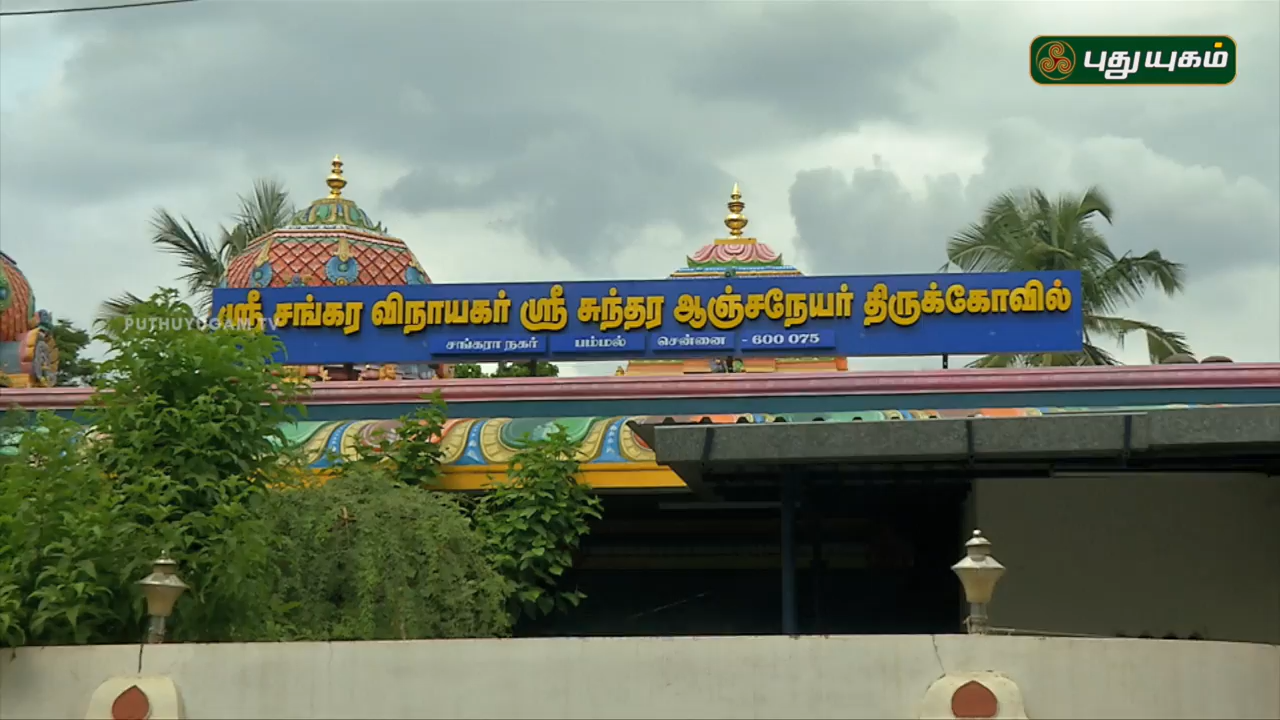 புதுயுகம்
ஸ்ரீ சங்கர விநாயகர் ஸ்ரீ சுந்தர ஆஞ்சநேயர் திருக்கோவில்
PUTHUYUGAM TV
சங்கரா நகர் பம்மல் சென்னை - 600 075